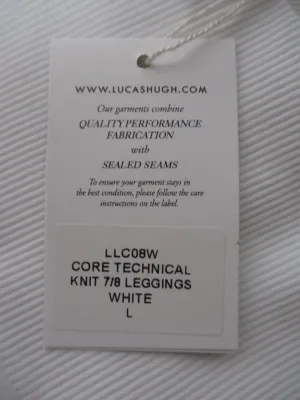 WWW.LUCASHUGH.COM
Our garments combine
QUALITY PERFORMANCE
FABRICATION
with
SEALED SEAMS
To ensure your garment stays in
the best condition, please follow the care
instructions on the label.
LLC08W
CORE TECHNICAL
KNIT 7/8 LEGGINGS
WHITE
L